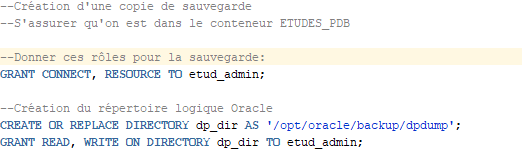 --Création d'une copie de sauvegarde
--S'assurer qu'on est dans le conteneur ETUDES_PDB
--Donner ces rôles pour la sauvegarde:
GRANT CONNECT, RESOURCE TO etud_admin;
--Création du répertoire logique Oracle
CREATE OR REPLACE DIRECTORY dp_dir AS '/opt/oracle/backup/dpdump';
GRANT READ, WRITE ON DIRECTORY dp_dir TO etud_admin;